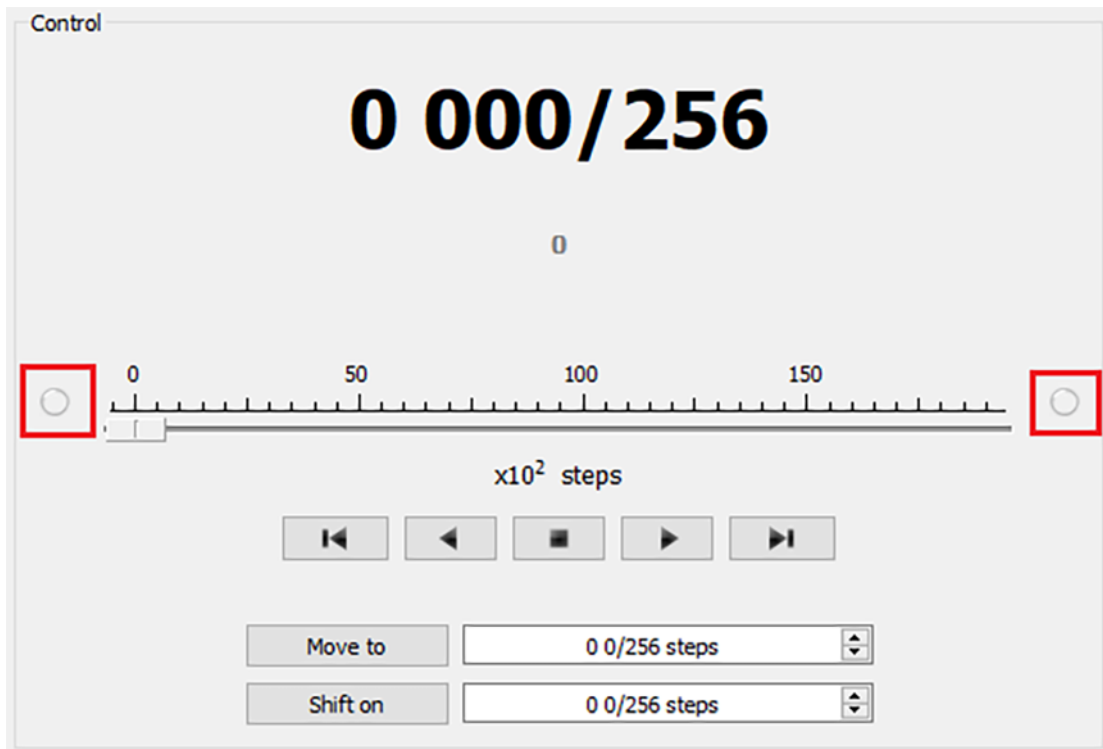 Control
0 000/256
0
0 50 100 150
x10² steps
Move to 0 0/256 steps
Shift on 0 0/256 steps